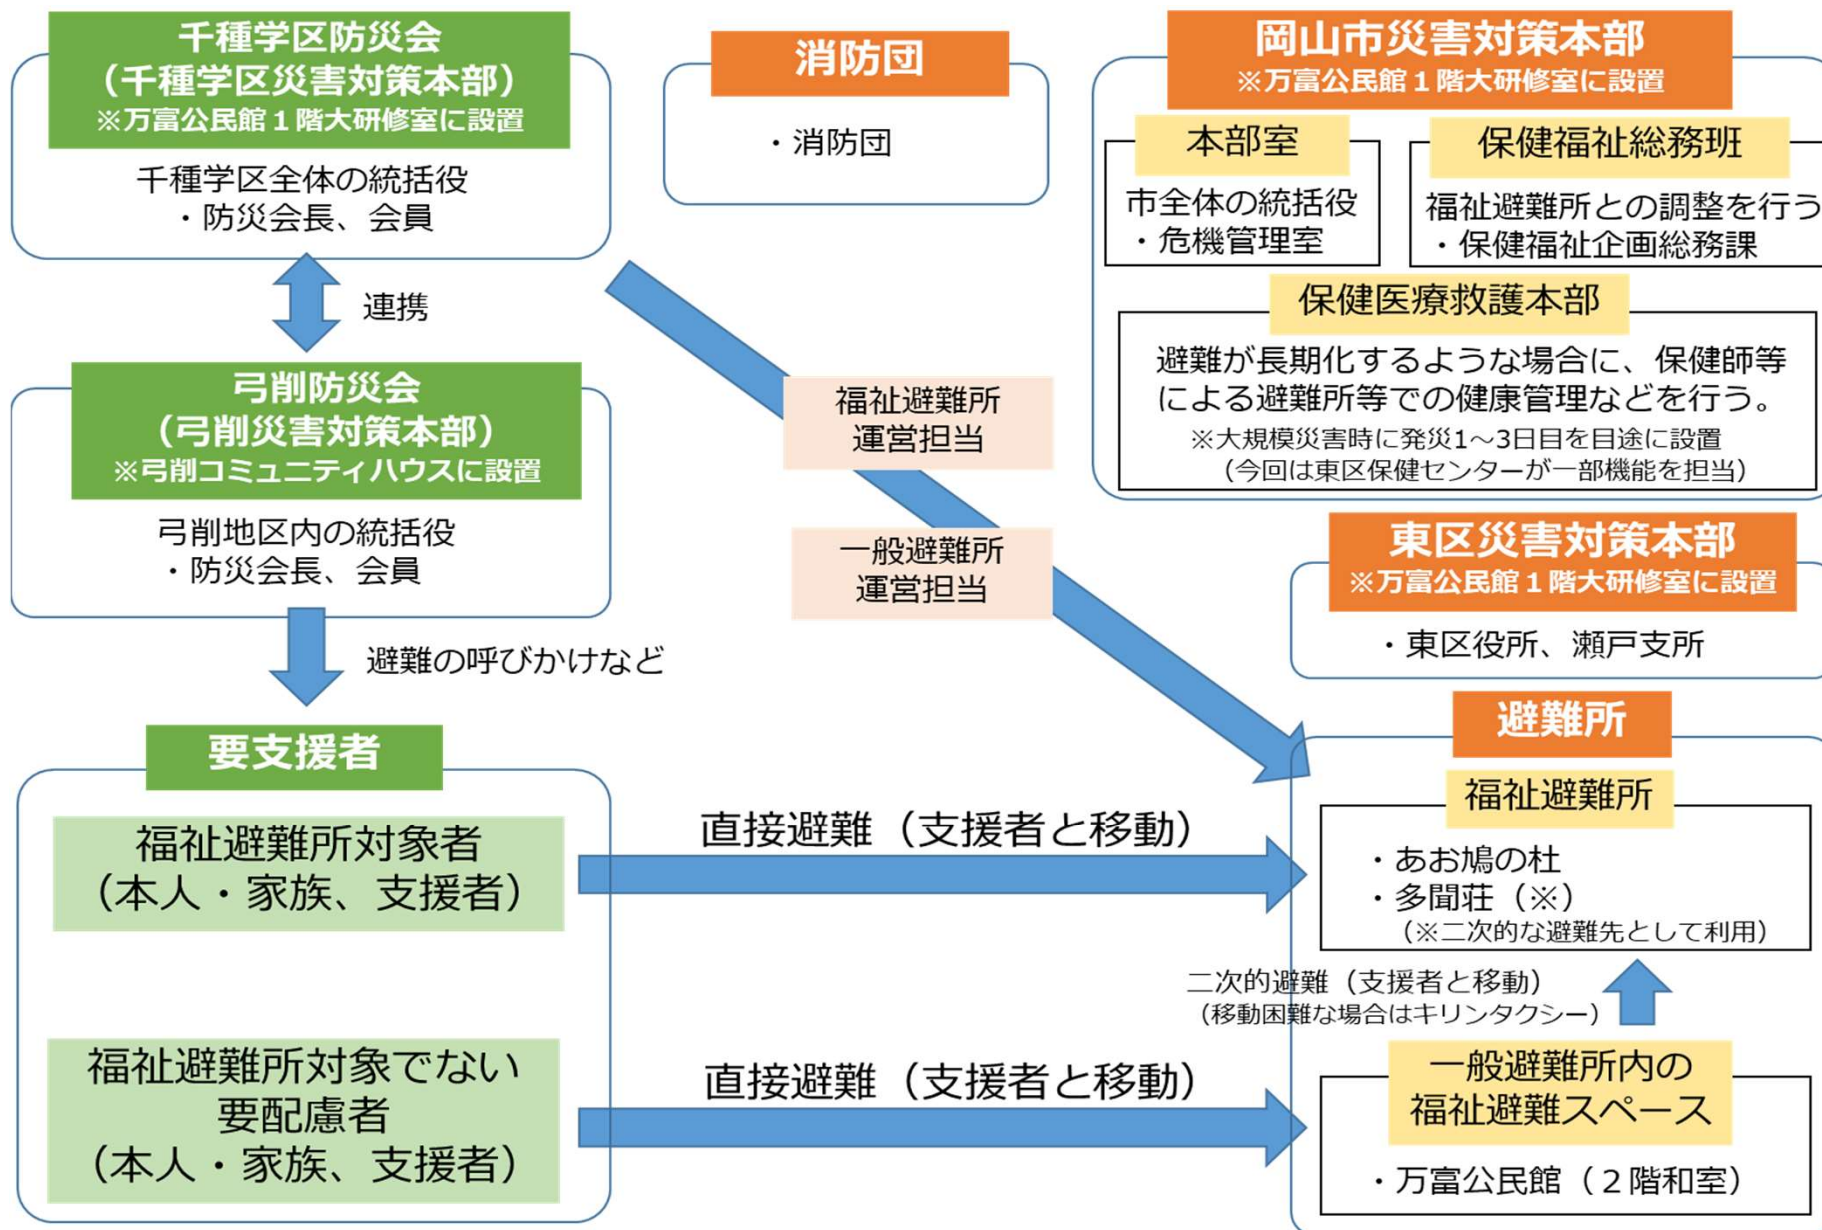 千種学区防災会
（千種学区災害対策本部）
※万富公民館１階大研修室に設置
千種学区全体の統括役
・防災会長、会員
連携
弓削防災会
（弓削災害対策本部）
※弓削コミュニティハウスに設置
弓削地区内の統括役
・防災会長、会員
避難の呼びかけなど
要支援者
福祉避難所対象者
（本人・家族、支援者）
福祉避難所対象でない
要配慮者
（本人・家族、支援者）
消防団
・消防団
福祉避難所
運営担当
一般避難所
運営担当
直接避難（支援者と移動）
直接避難（支援者と移動）
岡山市災害対策本部
※万富公民館１階大研修室に設置
本部室
市全体の統括役
・危機管理室
保健福祉総務班
福祉避難所との調整を行う
・保健福祉企画総務課
保健医療救護本部
避難が長期化するような場合に、保健師等
による避難所等での健康管理などを行う。
※大規模災害時に発災1～3日目を目途に設置
（今回は東区保健センターが一部機能を担当）
東区災害対策本部
※万富公民館１階大研修室に設置
・東区役所、瀬戸支所
避難所
福祉避難所
・あお鳩の杜
・多聞荘（※）
（※二次的な避難先として利用）
二次的避難（支援者と移動）
（移動困難な場合はキリンタクシー）
一般避難所内の
福祉避難スペース
・万富公民館（２階和室）